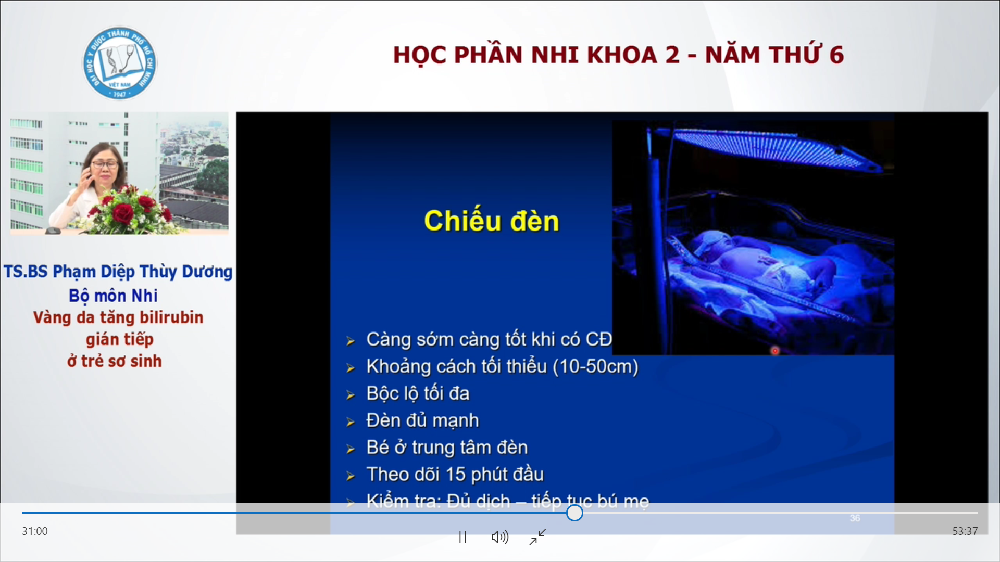 ĐẠI HỌC Y DƯỢC THÀNH PHỐ HỒ CHÍ MINH
VIỆT NAM
· 1947 ·
HỌC PHẦN NHI KHOA 2 - NĂM THỨ 6
TS.BS Phạm Diệp Thùy Dương
Bộ môn Nhi
Vàng da tăng bilirubin
gián tiếp
ở trẻ sơ sinh
Chiếu đèn
➢ Càng sớm càng tốt khi có CĐ
➢ Khoảng cách tối thiểu (10-50cm)
➢ Bộc lộ tối đa
➢ Đèn đủ mạnh
➢ Bé ở trung tâm đèn
➢ Theo dõi 15 phút đầu
➢ Kiểm tra: Đủ dịch – tiếp tục bú mẹ
36
31:00
53:37